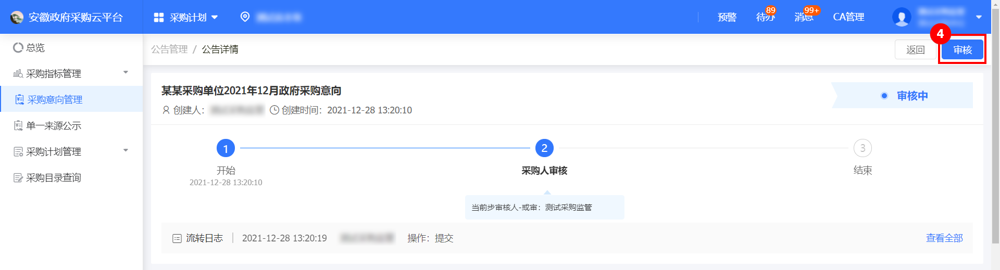 安徽政府采购云平台
采购计划
预警
待办
89
消息
99+
CA管理
总览
采购指标管理
采购意向管理
单一来源公示
采购计划管理
采购目录查询
公告管理 / 公告详情
返回
审核
4
某某采购单位2021年12月政府采购意向
审核中
创建人：
创建时间：2021-12-28 13:20:10
1
2
3
开始
采购人审核
结束
2021-12-28 13:20:10
当前步审核人-或审：测试采购监管
流转日志
2021-12-28 13:20:19
操作：提交
查看全部